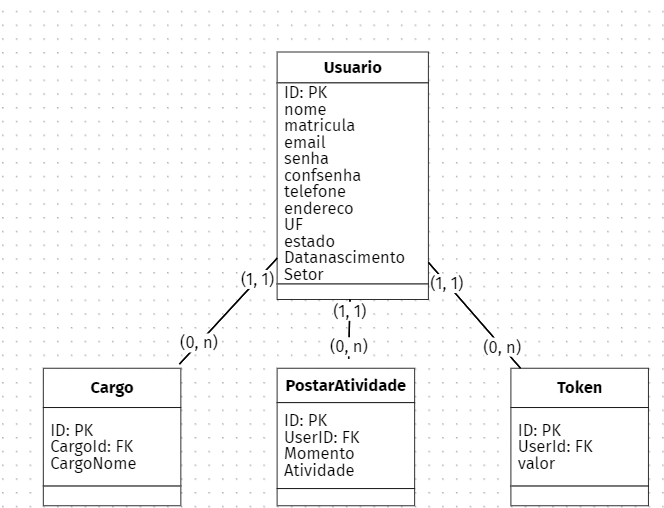 Usuario
ID: PK
nome
matricula
email
senha
confsenha
telefone
endereco
UF
estado
Datanascimento
Setor
(1, 1)
(1, 1)
(1, 1)
(0, n)
(0, n)
(0, n)
Cargo
ID: PK
CargoId: FK
CargoNome
PostarAtividade
ID: PK
UserID: FK
Momento
Atividade
Token
ID: PK
UserId: FK
valor